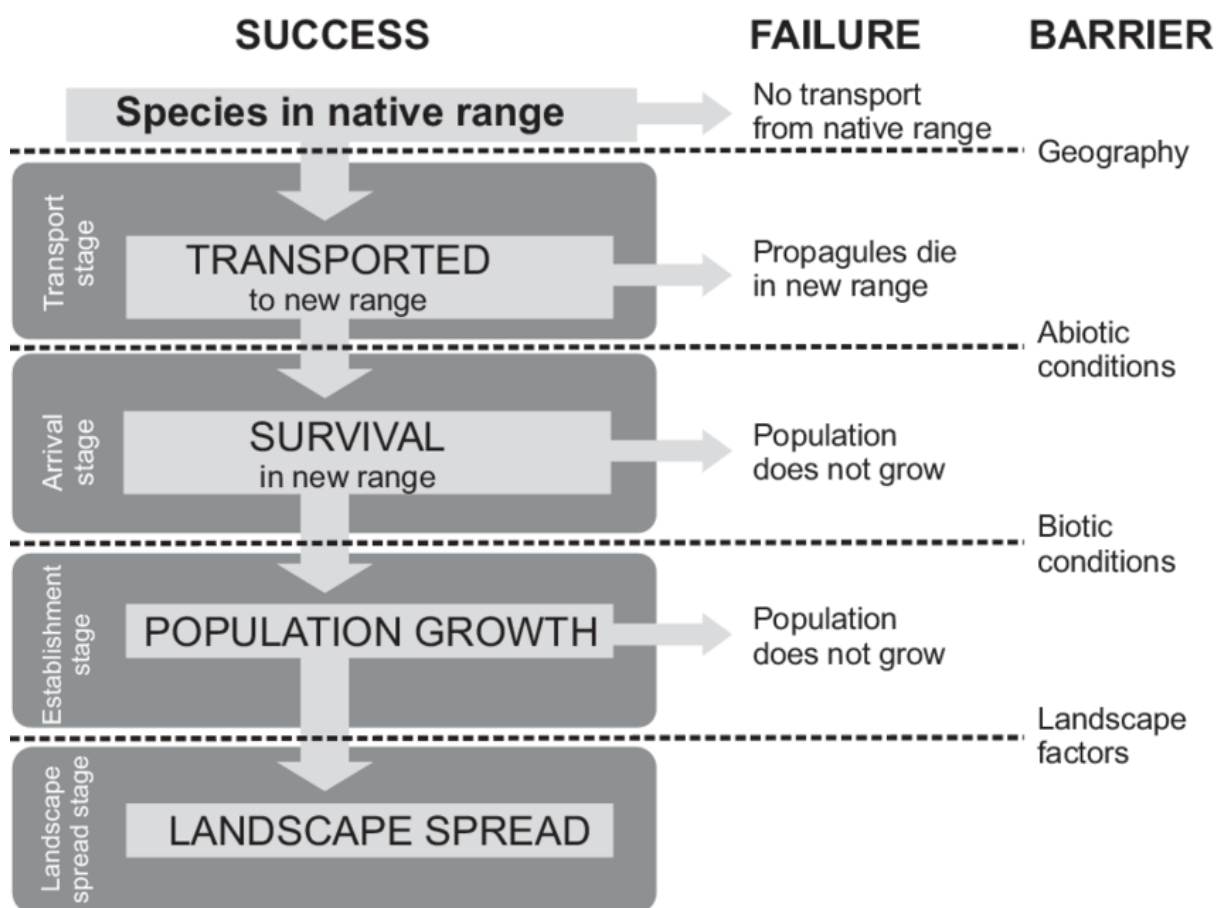 SUCCESS FAILURE BARRIER
Species in native range
No transport
from native range
Geography
Transport
stage
TRANSPORTED
to new range
Propagules die
in new range
Abiotic
conditions
Arrival
stage
SURVIVAL
in new range
Population
does not grow
Biotic
conditions
Establishment
stage
POPULATION GROWTH
Population
does not grow
Landscape
factors
Landscape
spread stage
LANDSCAPE SPREAD